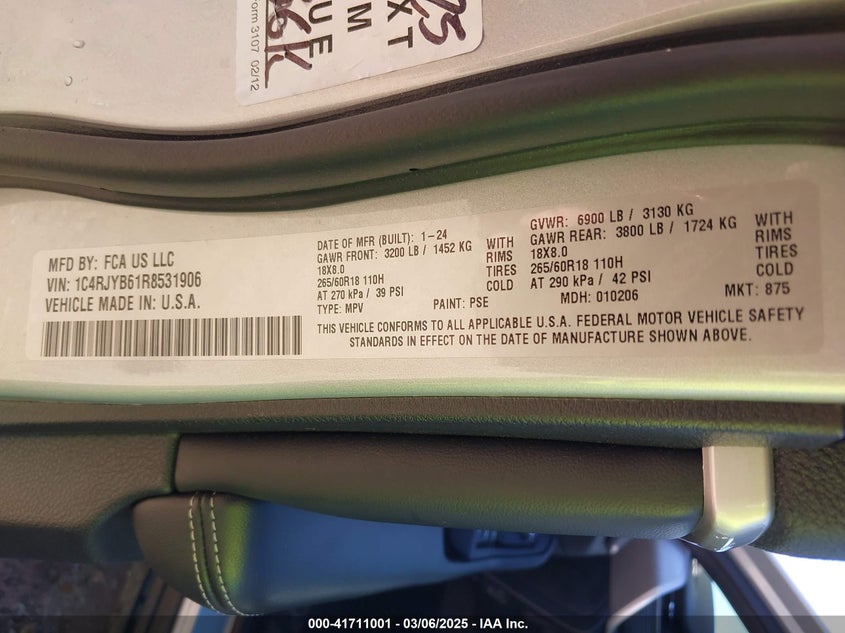 Form 3107 02/12
MFD BY: FCA US LLC
VIN: 1C4RJYB61R8531906
VEHICLE MADE IN: U.S.A.
DATE OF MFR (BUILT): 1-24
GAWR FRONT: 3200 LB / 1452 KG WITH
18X8.0 RIMS
265/60R18 110H TIRES
AT 270 kPa / 39 PSI COLD
TYPE: MPV PAINT: PSE
GVWR: 6900 LB / 3130 KG
GAWR REAR: 3800 LB / 1724 KG WITH
18X8.0 RIMS
265/60R18 110H TIRES
AT 290 kPa / 42 PSI COLD
MDH: 010206 MKT: 875
THIS VEHICLE CONFORMS TO ALL APPLICABLE U.S.A. FEDERAL MOTOR VEHICLE SAFETY
STANDARDS IN EFFECT ON THE DATE OF MANUFACTURE SHOWN ABOVE.
000-41711001 - 03/06/2025 - IAA Inc.